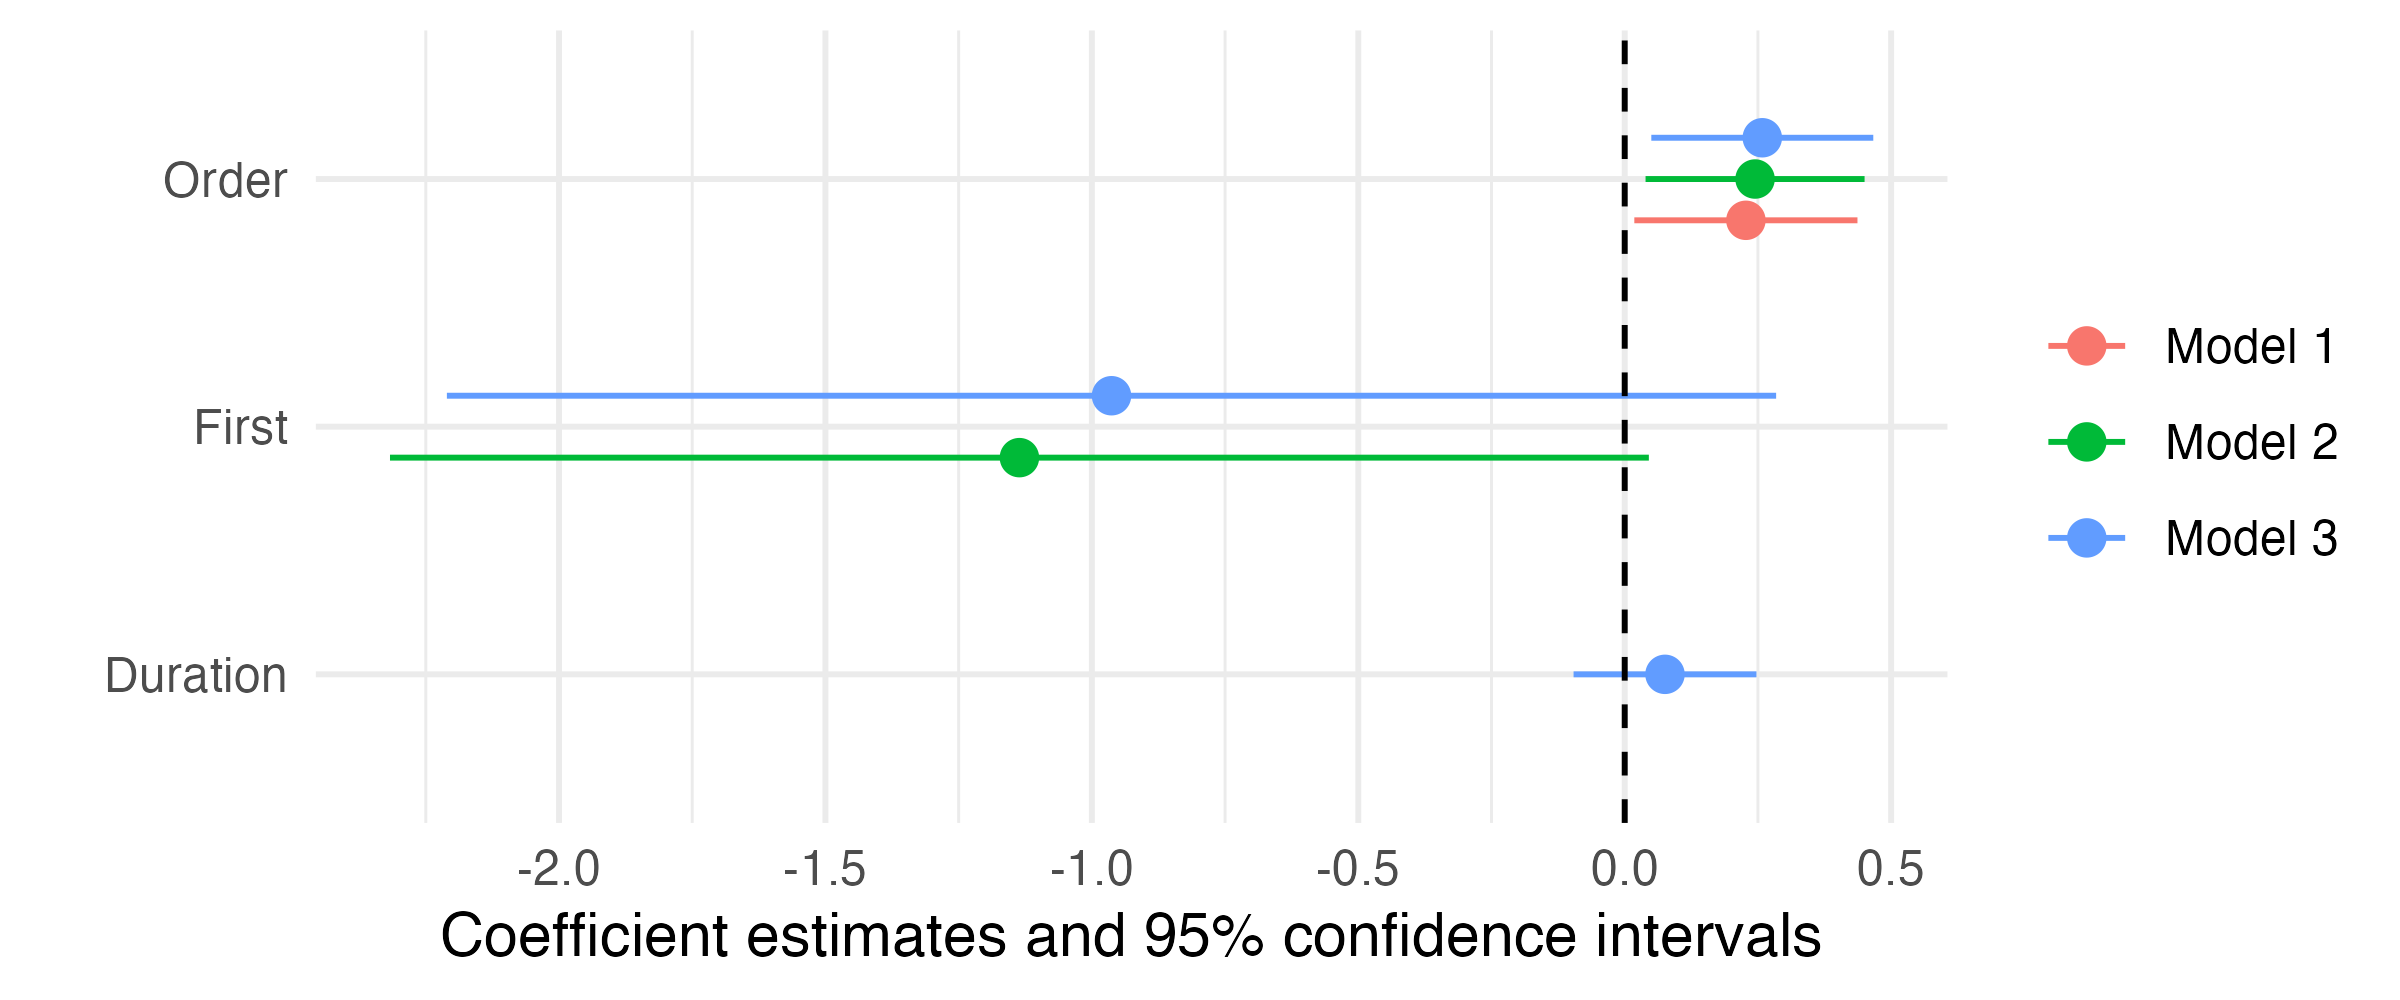 Order
First
Duration
-2.0 -1.5 -1.0 -0.5 0.0 0.5
Coefficient estimates and 95% confidence intervals
Model 1
Model 2
Model 3